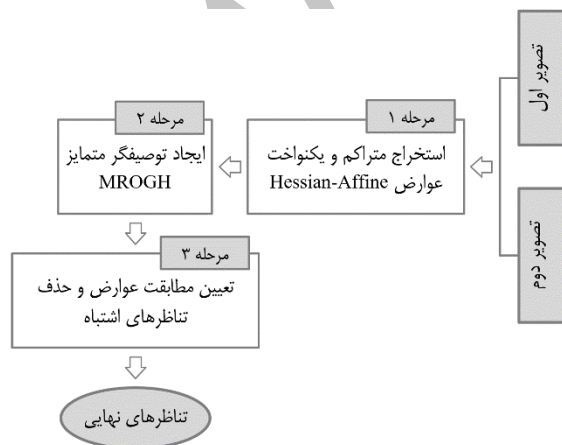 تصویر اول
تصویر دوم
مرحله ۱
استخراج متراکم و یکنواخت
عوارض Hessian-Affine
مرحله ۲
ایجاد توصیفگر متمایز
MROGH
مرحله ۳
تعیین مطابقت عوارض و حذف
تناظرهای اشتباه
تناظرهای نهایی